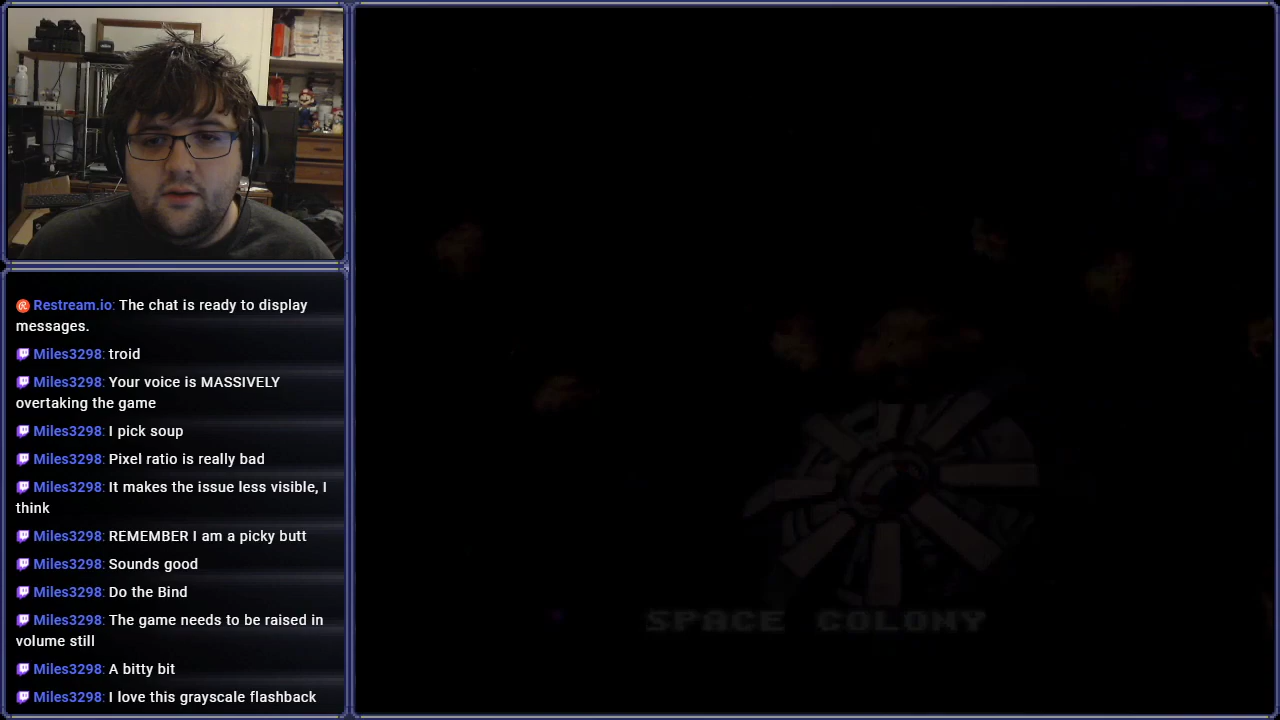 Restream.io: The chat is ready to display
messages.
Miles3298: troid
Miles3298: Your voice is MASSIVELY
overtaking the game
Miles3298: I pick soup
Miles3298: Pixel ratio is really bad
Miles3298: It makes the issue less visible, I
think
Miles3298: REMEMBER I am a picky butt
Miles3298: Sounds good
Miles3298: Do the Bind
Miles3298: The game needs to be raised in
volume still
Miles3298: A bitty bit
Miles3298: I love this grayscale flashback
SPACE COLONY